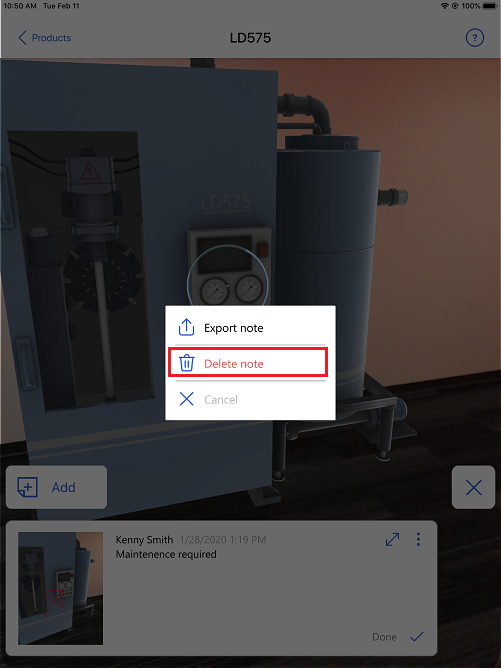 10:50 AM Tue Feb 11
100%
Products
LD575
?
LD575
Export note
Delete note
Cancel
Add
Kenny Smith 1/28/2020 1:19 PM
Maintenence required
Done